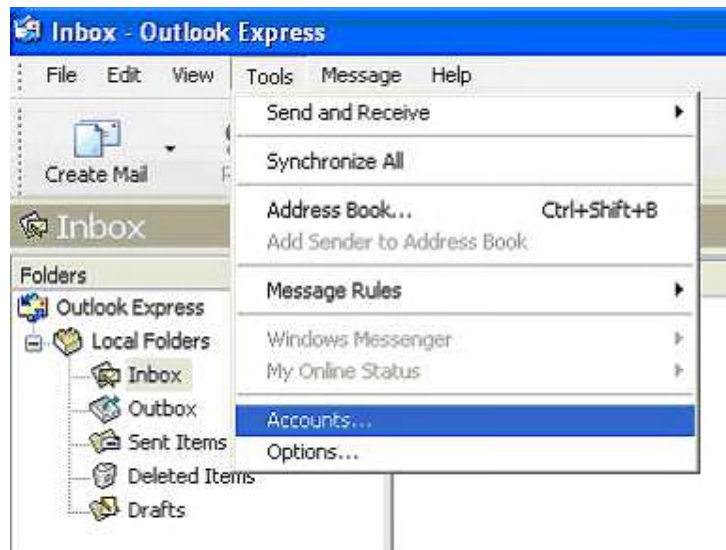 Inbox - Outlook Express
File Edit View Tools Message Help
Create Mail
Send and Receive
Synchronize All
Address Book... Ctrl+Shift+B
Add Sender to Address Book
Message Rules
Windows Messenger
My Online Status
Accounts...
Options...
Inbox
Folders
Outlook Express
Local Folders
Inbox
Outbox
Sent Items
Deleted Items
Drafts